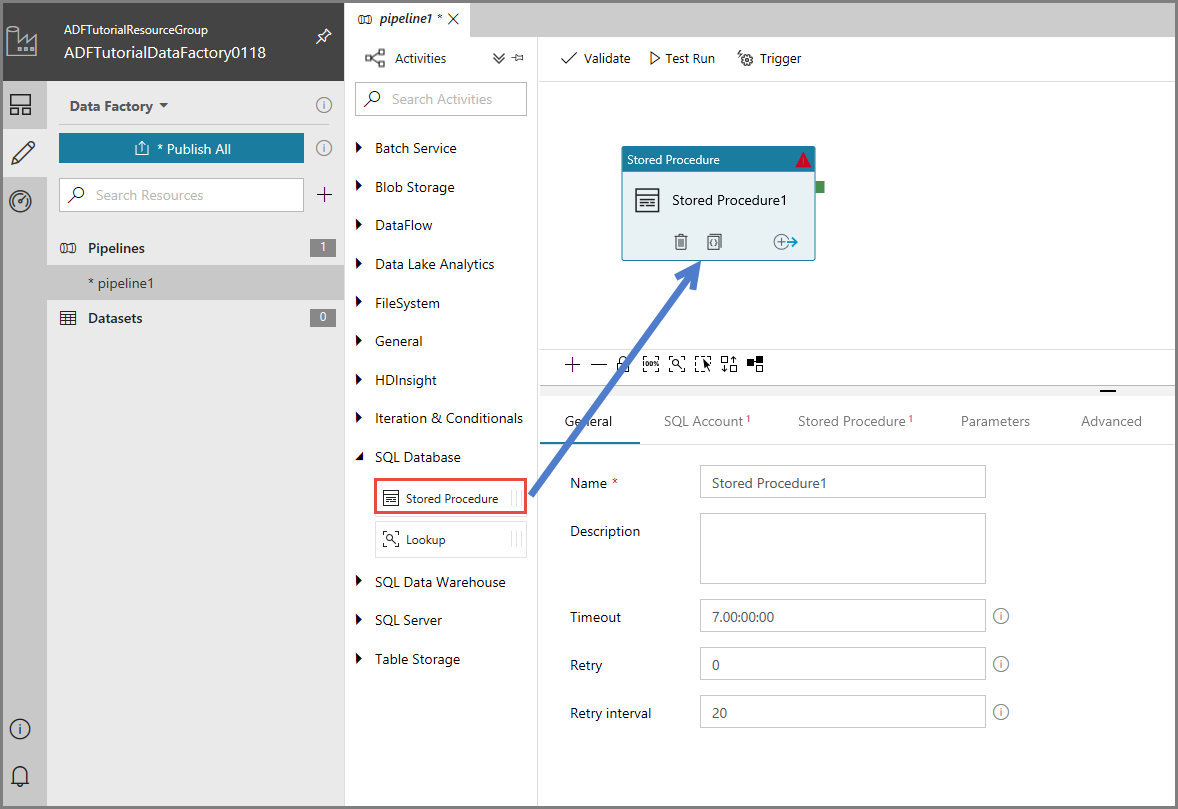 ADFTutorialResourceGroup
ADFTutorialDataFactory0118
Data Factory
* Publish All
Search Resources
Pipelines 1
* pipeline1
Datasets 0
pipeline1 *
Activities
Search Activities
Batch Service
Blob Storage
DataFlow
Data Lake Analytics
FileSystem
General
HDInsight
Iteration & Conditionals
SQL Database
Stored Procedure
Lookup
SQL Data Warehouse
SQL Server
Table Storage
Validate Test Run Trigger
Stored Procedure
Stored Procedure1
100%
General SQL Account 1 Stored Procedure 1 Parameters Advanced
Name * Stored Procedure1
Description
Timeout 7.00:00:00
Retry 0
Retry interval 20